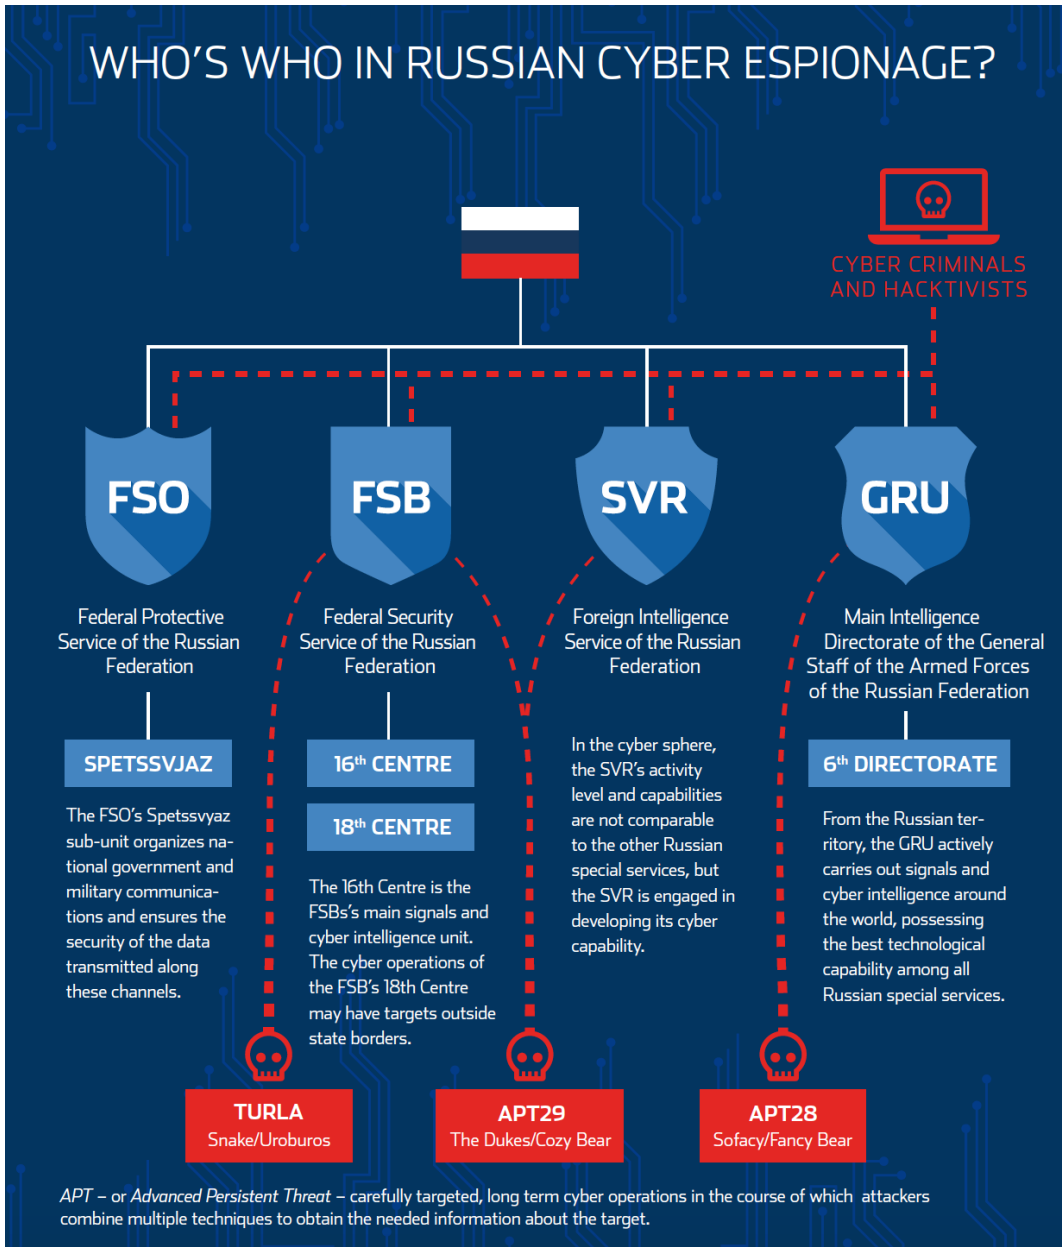 WHO'S WHO IN RUSSIAN CYBER ESPIONAGE?
CYBER CRIMINALS
AND HACKTIVISTS
FSO
FSB
SVR
GRU
Federal Protective
Service of the Russian
Federation
Federal Security
Service of the Russian
Federation
Foreign Intelligence
Service of the Russian
Federation
Main Intelligence
Directorate of the General
Staff of the Armed Forces
of the Russian Federation
SPETSSVJAZ
The FSO's Spetssvyaz
sub-unit organizes na-
tional government and
military communica-
tions and ensures the
security of the data
transmitted along
these channels.
16th CENTRE
18th CENTRE
The 16th Centre is the
FSBs's main signals and
cyber intelligence unit.
The cyber operations of
the FSB's 18th Centre
may have targets outside
state borders.
In the cyber sphere,
the SVR's activity
level and capabilities
are not comparable
to the other Russian
special services, but
the SVR is engaged in
developing its cyber
capability.
6th DIRECTORATE
From the Russian ter-
ritory, the GRU actively
carries out signals and
cyber intelligence around
the world, possessing
the best technological
capability among all
Russian special services.
TURLA
Snake/Uroburos
APT29
The Dukes/Cozy Bear
APT28
Sofacy/Fancy Bear
APT – or Advanced Persistent Threat – carefully targeted, long term cyber operations in the course of which attackers
combine multiple techniques to obtain the needed information about the target.